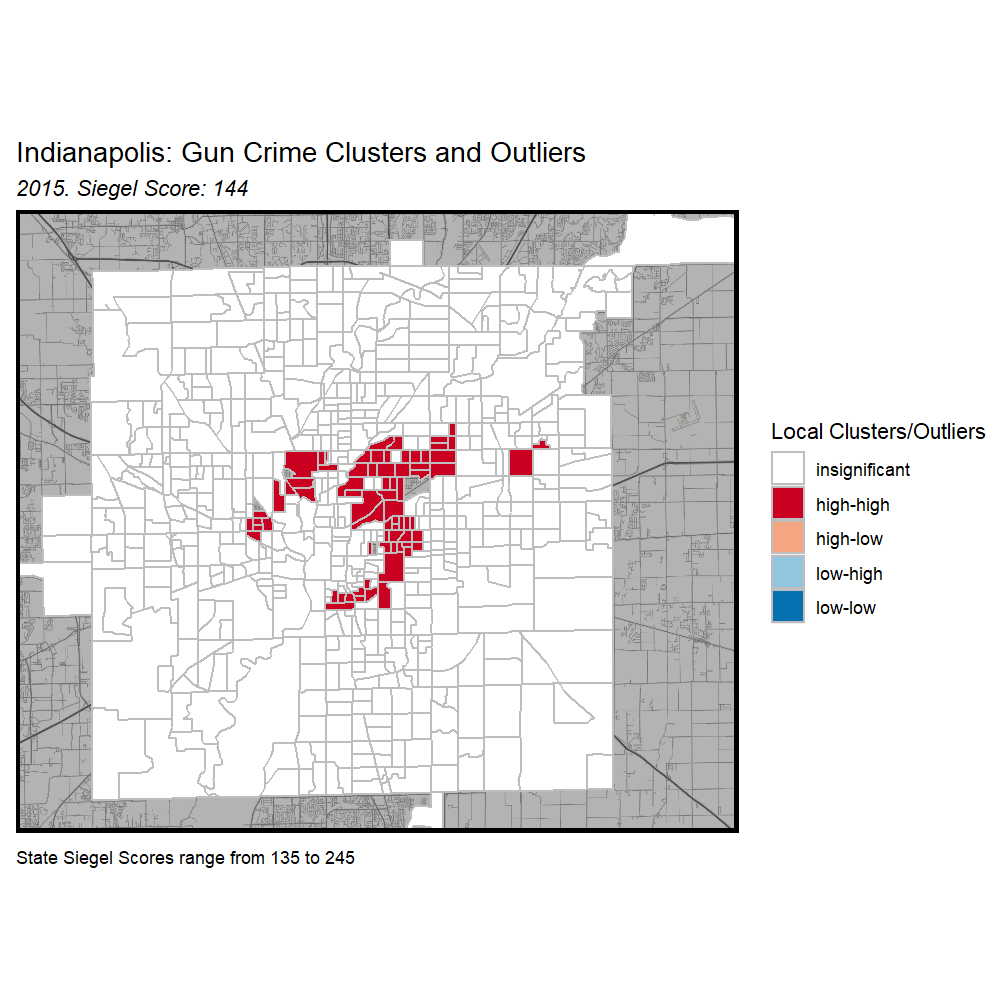 Indianapolis: Gun Crime Clusters and Outliers
2015. Siegel Score: 144
Local Clusters/Outliers
insignificant
high-high
high-low
low-high
low-low
State Siegel Scores range from 135 to 245